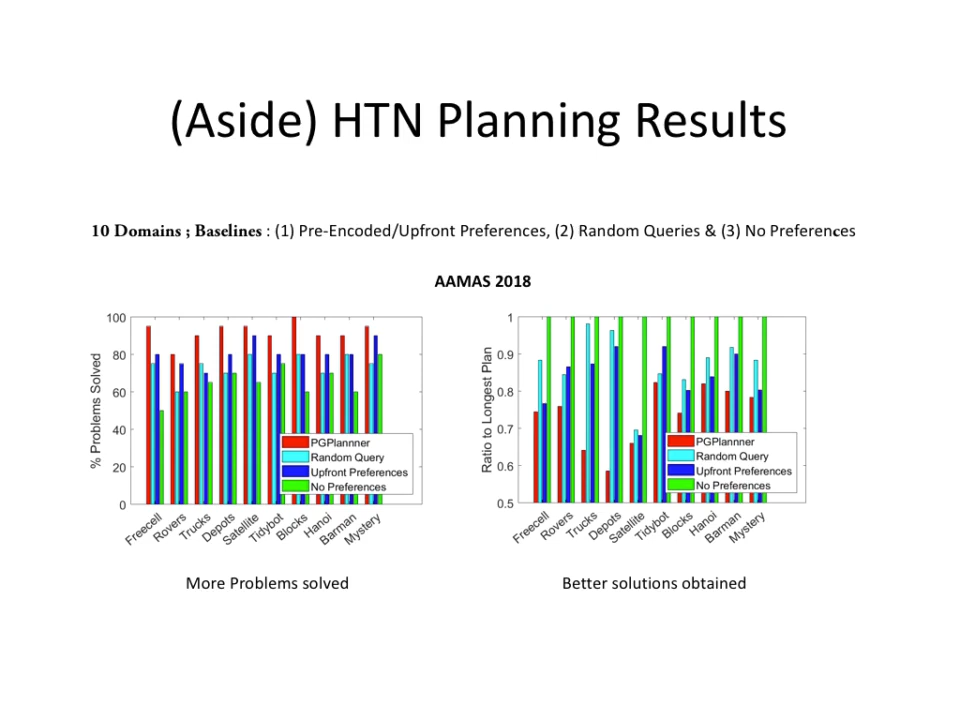 (Aside) HTN Planning Results
10 Domains ; Baselines : (1) Pre-Encoded/Upfront Preferences, (2) Random Queries & (3) No Preferences
AAMAS 2018
% Problems Solved
100
80
60
40
20
0
PGPlannner
Random Query
Upfront Preferences
No Preferences
Freecell
Rovers
Trucks
Depots
Satellite
Tidybot
Blocks
Hanoi
Barman
Mystery
More Problems solved
Ratio to Longest Plan
1
0.9
0.8
0.7
0.6
0.5
PGPlannner
Random Query
Upfront Preferences
No Preferences
Freecell
Rovers
Trucks
Depots
Satellite
Tidybot
Blocks
Hanoi
Barman
Mystery
Better solutions obtained